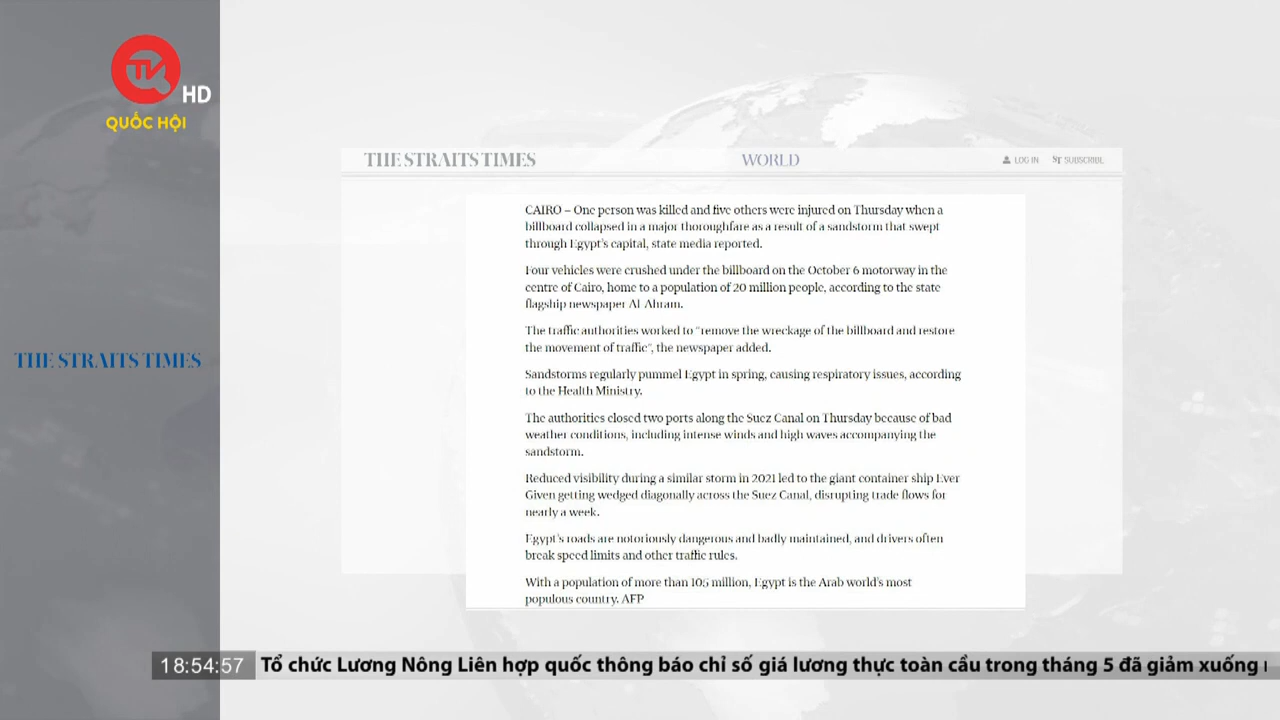 HD
QUỐC HỘI
THE STRAITS TIMES
WORLD
LOG IN
ST SUBSCRIBE
CAIRO – One person was killed and five others were injured on Thursday when a
billboard collapsed in a major thoroughfare as a result of a sandstorm that swept
through Egypt's capital, state media reported.
Four vehicles were crushed under the billboard on the October 6 motorway in the
centre of Cairo, home to a population of 20 million people, according to the state
flagship newspaper Al-Ahram.
The traffic authorities worked to "remove the wreckage of the billboard and restore
the movement of traffic", the newspaper added.
Sandstorms regularly pummel Egypt in spring, causing respiratory issues, according
to the Health Ministry.
The authorities closed two ports along the Suez Canal on Thursday because of bad
weather conditions, including intense winds and high waves accompanying the
sandstorm.
Reduced visibility during a similar storm in 2021 led to the giant container ship Ever
Given getting wedged diagonally across the Suez Canal, disrupting trade flows for
nearly a week.
Egypt's roads are notoriously dangerous and badly maintained, and drivers often
break speed limits and other traffic rules.
With a population of more than 105 million, Egypt is the Arab world's most
populous country. AFP
THE STRAITS TIMES
18:54:57
Tổ chức Lương Nông Liên hợp quốc thông báo chỉ số giá lương thực toàn cầu trong tháng 5 đã giảm xuống